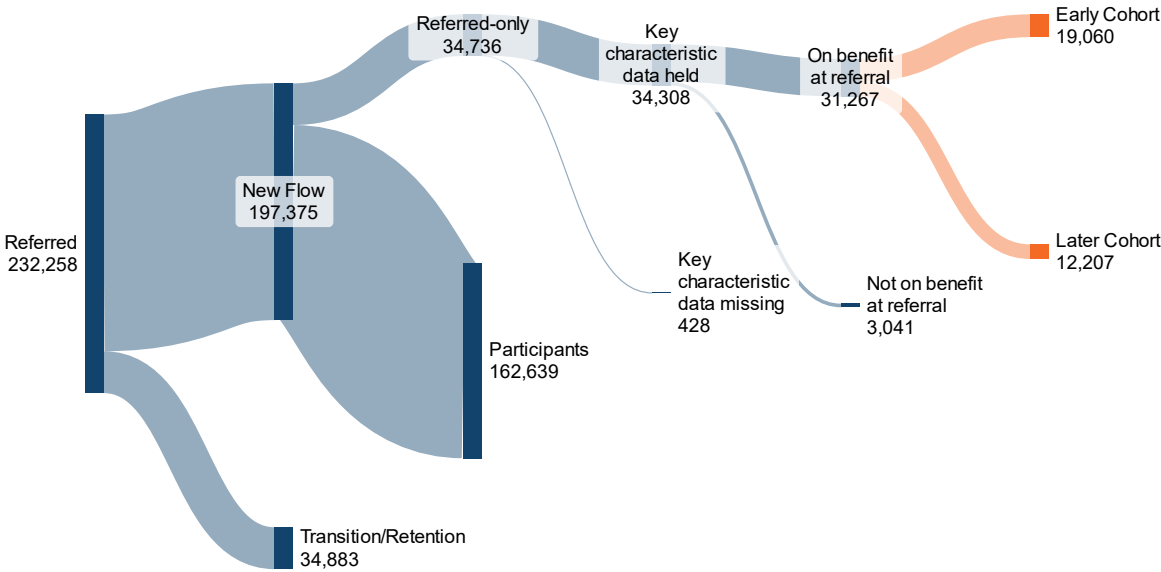 Referred
232,258
New Flow
197,375
Transition/Retention
34,883
Referred-only
34,736
Participants
162,639
Key
characteristic
data held
34,308
Key
characteristic
data missing
428
On benefit
at referral
31,267
Not on benefit
at referral
3,041
Early Cohort
19,060
Later Cohort
12,207